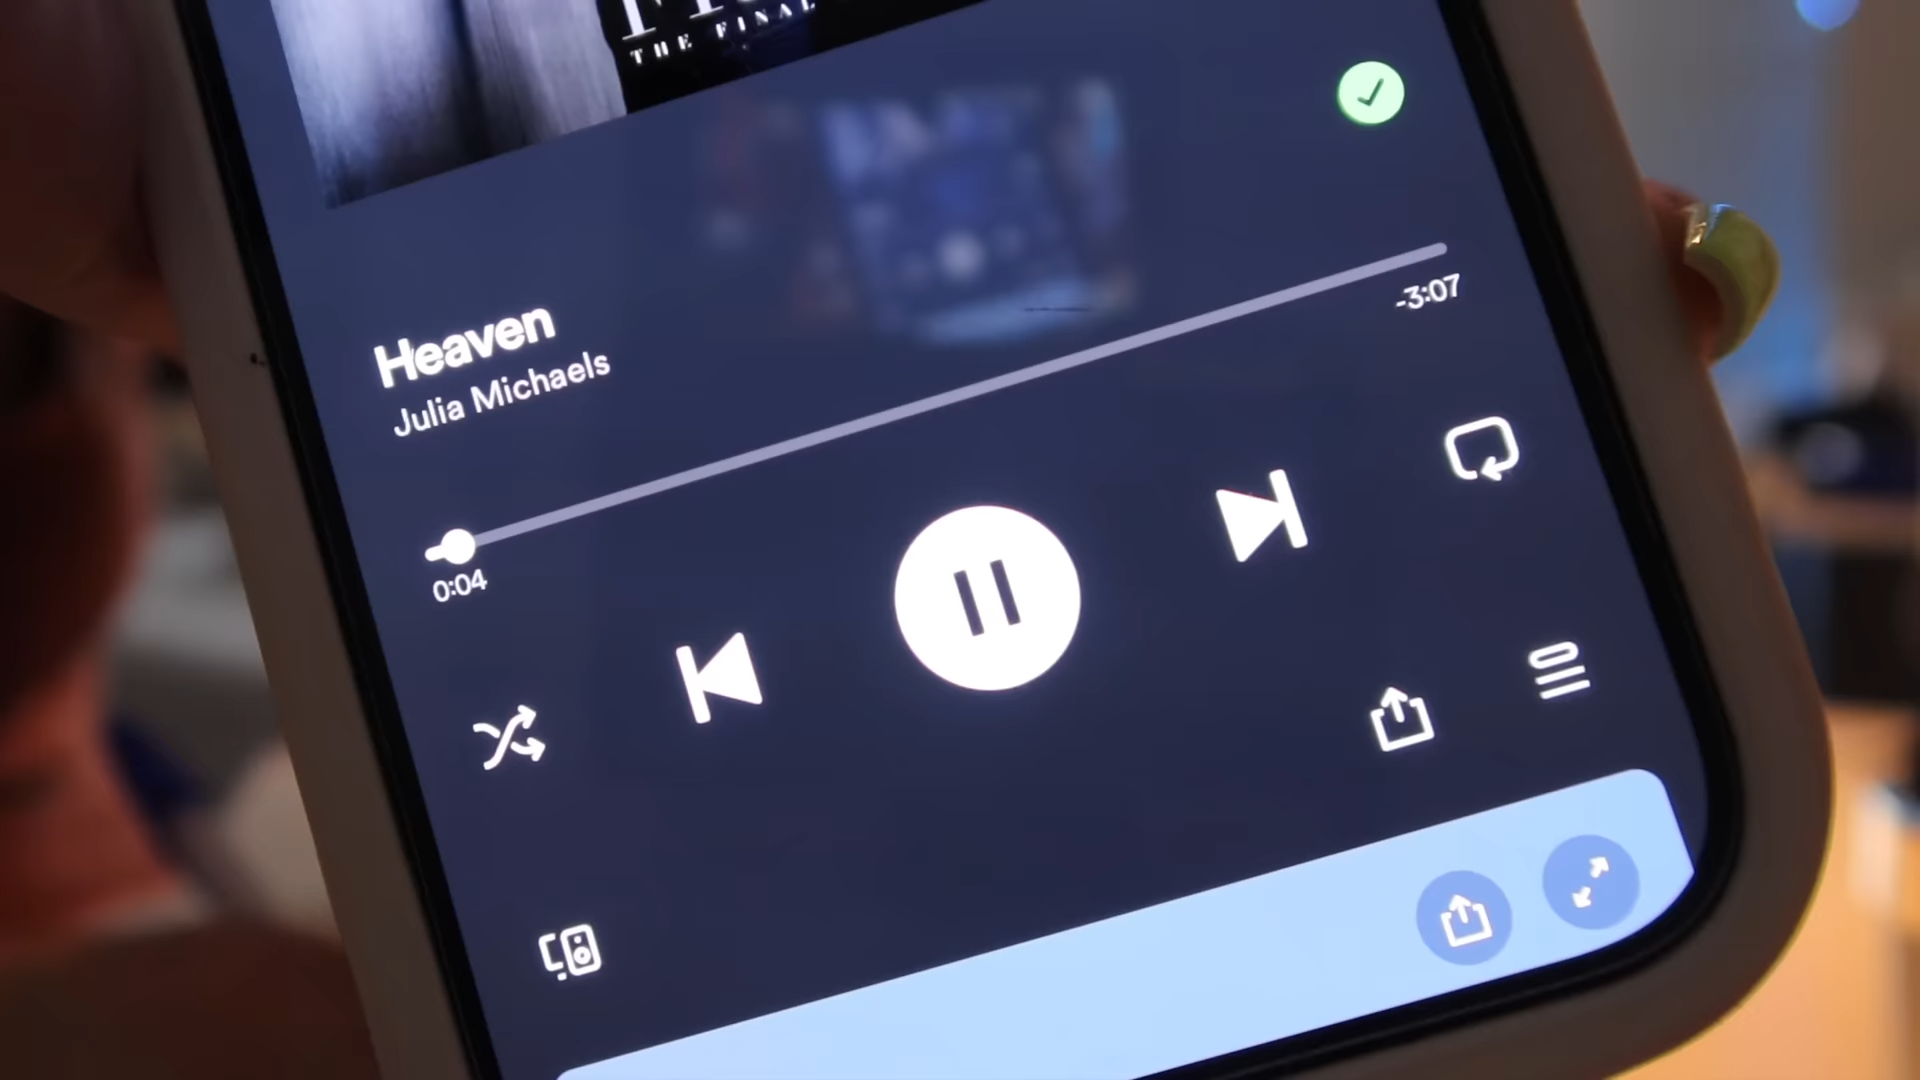 THE FINAL
Heaven
Julia Michaels
0:04
-3:07